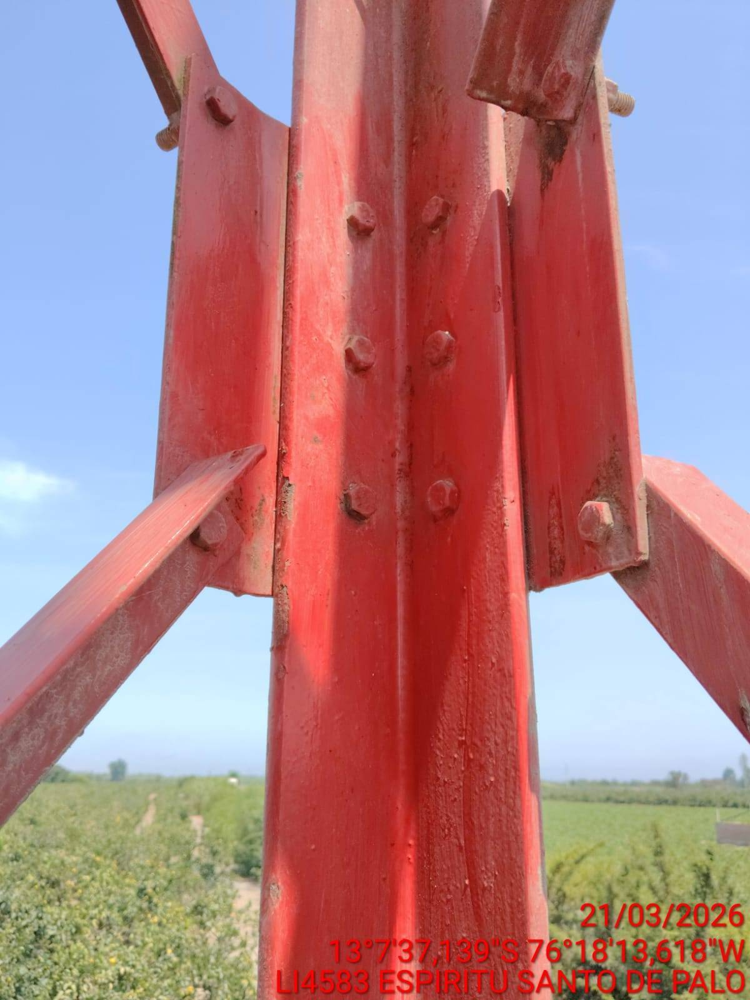 21/03/2026
13°7'37,139"S 76°18'13,618"W
LI4583 ESPIRITU SANTO DE PALO